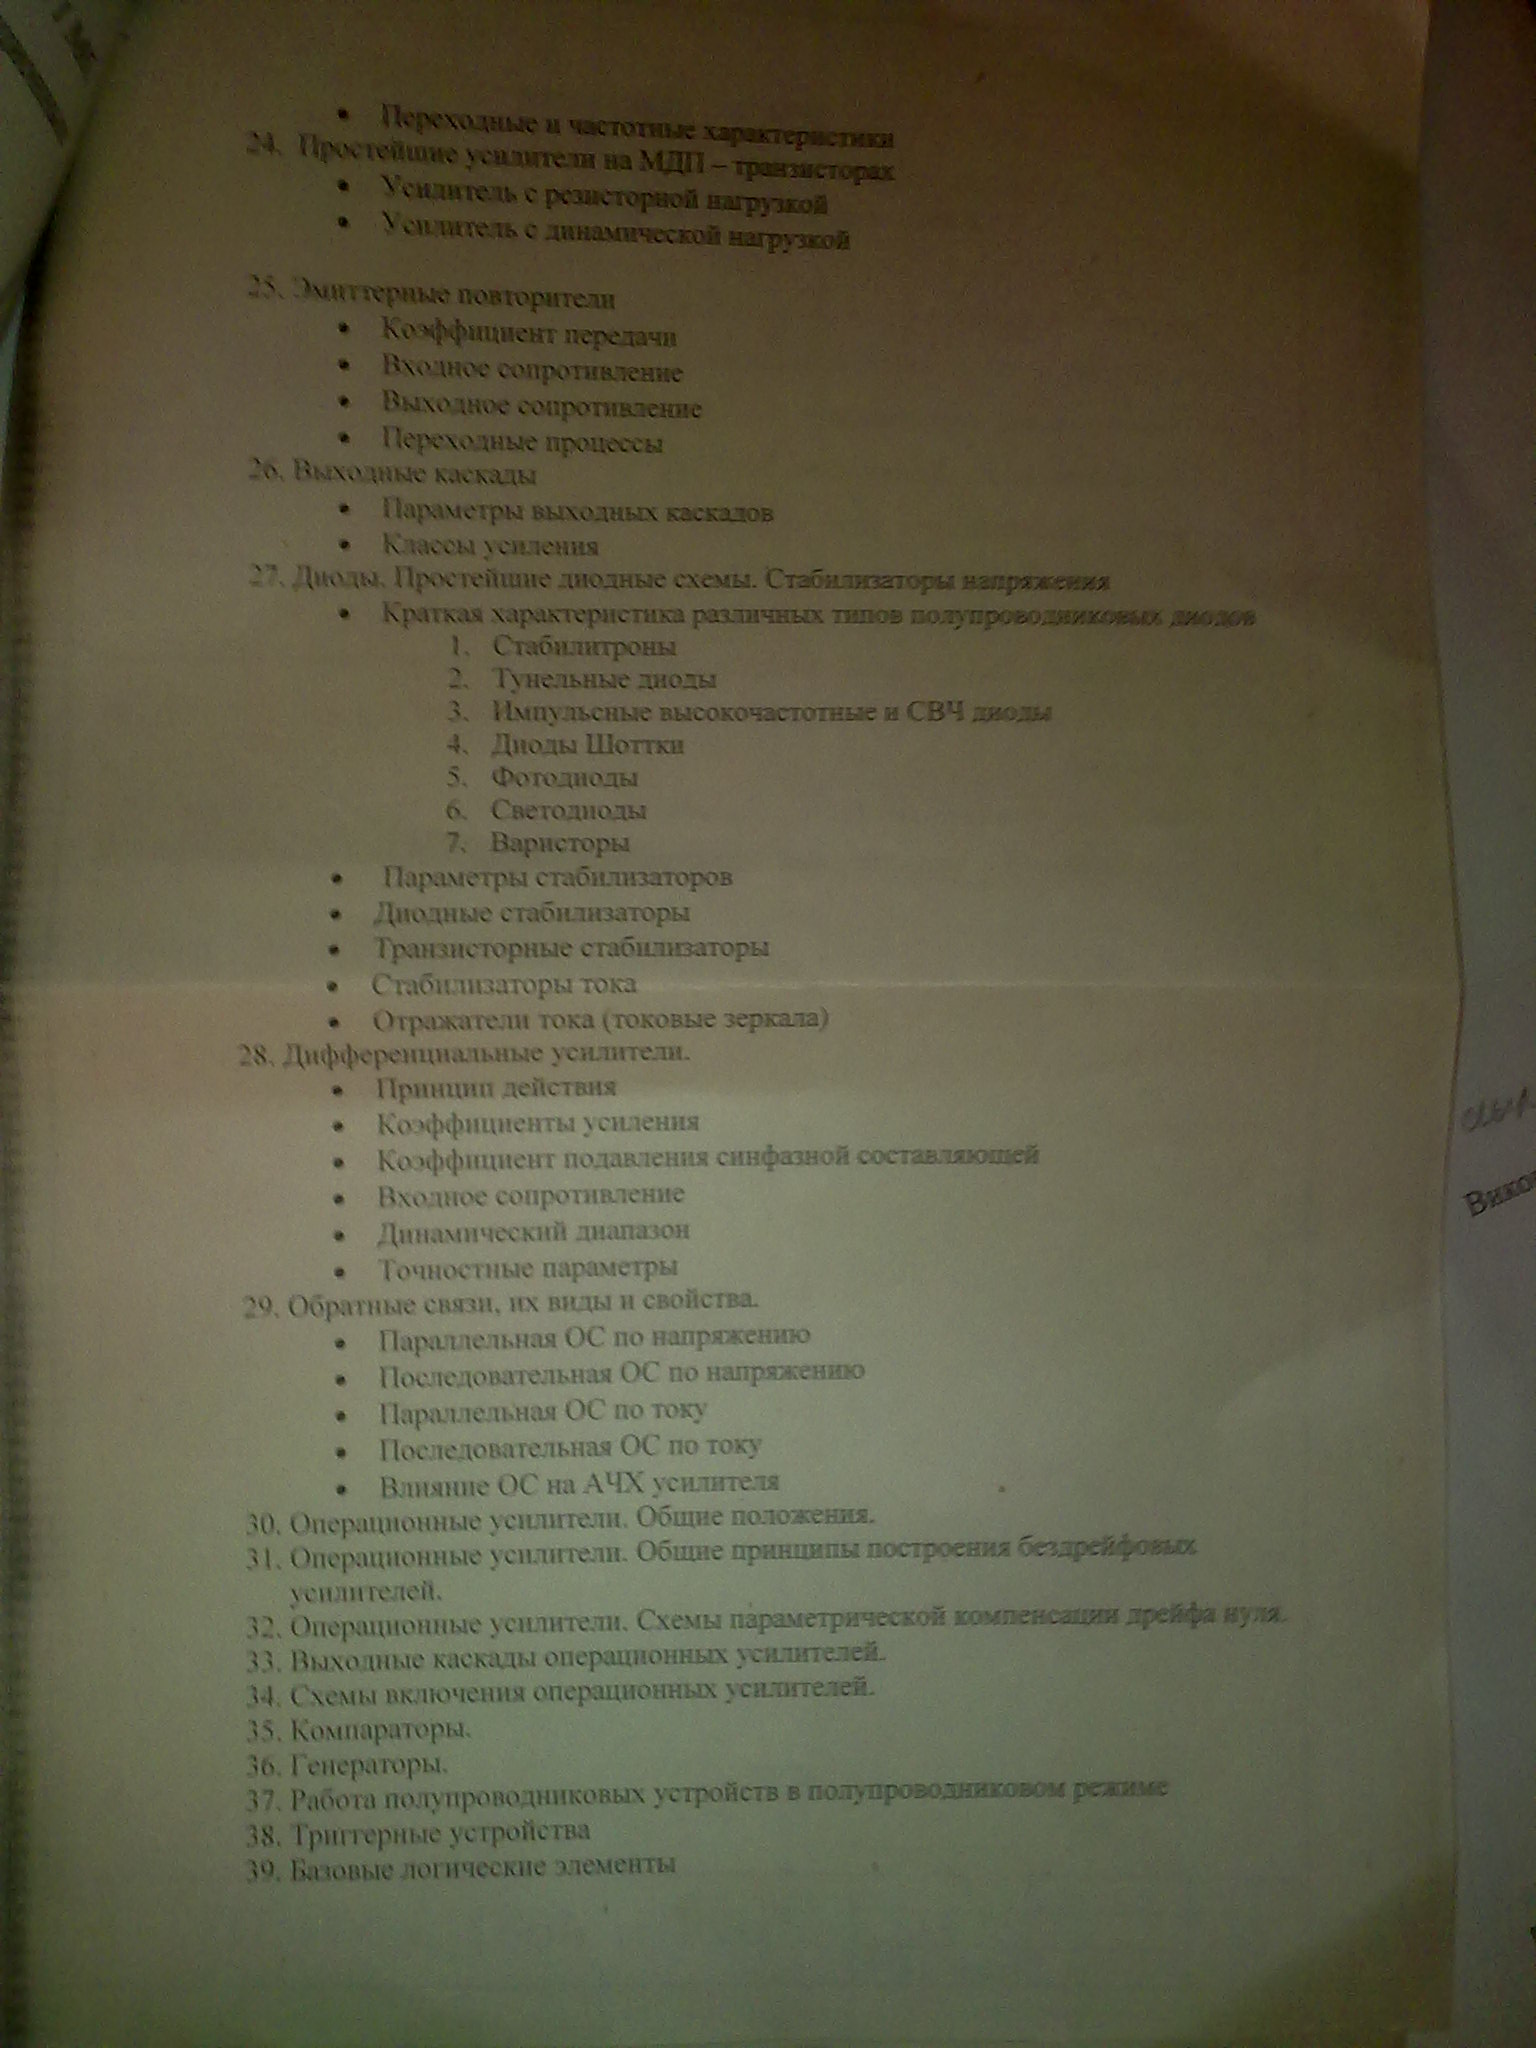 • Переходные и частотные характеристики
24. Простейшие усилители на МДП – транзисторах
• Усилитель с резисторной нагрузкой
• Усилитель с динамической нагрузкой
25. Эмиттерные повторители
• Коэффициент передачи
• Входное сопротивление
• Выходное сопротивление
• Переходные процессы
26. Выходные каскады
• Параметры выходных каскадов
• Классы усиления
27. Диоды. Простейшие диодные схемы. Стабилизаторы напряжения
• Краткая характеристика различных типов полупроводниковых диодов
1. Стабилитроны
2. Тунельные диоды
3. Импульсные высокочастотные и СВЧ диоды
4. Диоды Шоттки
5. Фотодиоды
6. Светодиоды
7. Варисторы
• Параметры стабилизаторов
• Диодные стабилизаторы
• Транзисторные стабилизаторы
• Стабилизаторы тока
• Отражатели тока (токовые зеркала)
28. Дифференциальные усилители.
• Принцип действия
• Коэффициенты усиления
• Коэффициент подавления синфазной составляющей
• Входное сопротивление
• Динамический диапазон
• Точностные параметры
29. Обратные связи, их виды и свойства.
• Параллельная ОС по напряжению
• Последовательная ОС по напряжению
• Параллельная ОС по току
• Последовательная ОС по току
• Влияние ОС на АЧХ усилителя
30. Операционные усилители. Общие положения.
31. Операционные усилители. Общие принципы построения бездрейфовых
усилителей.
32. Операционные усилители. Схемы параметрической компенсации дрейфа нуля.
33. Выходные каскады операционных усилителей.
34. Схемы включения операционных усилителей.
35. Компараторы.
36. Генераторы.
37. Работа полупроводниковых устройств в полупроводниковом режиме
38. Триггерные устройства
39. Базовые логические элементы
Вико